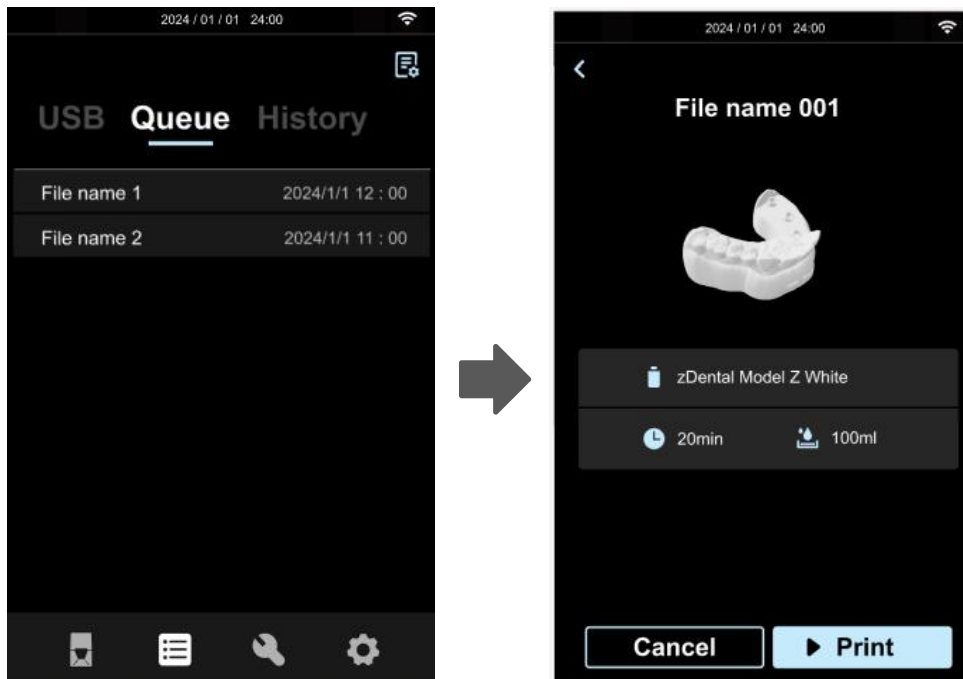 2024 / 01 / 01 24:00
USB Queue History
File name 1 2024/1/1 12 : 00
File name 2 2024/1/1 11 : 00
2024 / 01 / 01 24:00
File name 001
zDental Model Z White
20min 100ml
Cancel Print